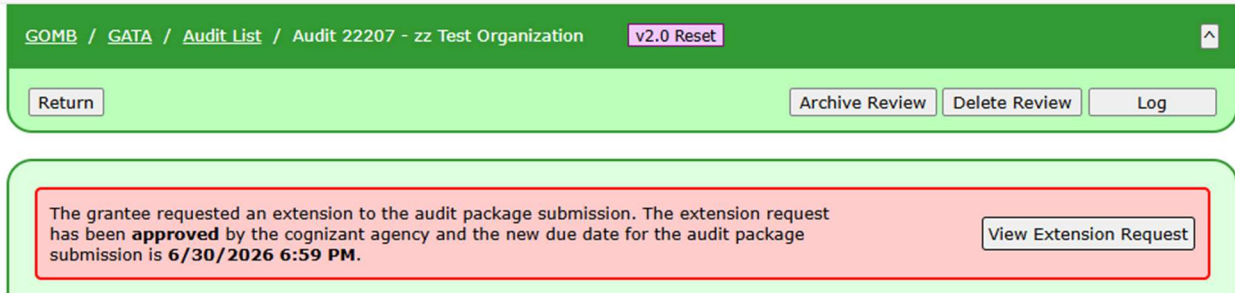 GOMB / GATA / Audit List / Audit 22207 - zz Test Organization v2.0 Reset ^
Return Archive Review Delete Review Log
The grantee requested an extension to the audit package submission. The extension request
has been approved by the cognizant agency and the new due date for the audit package
submission is 6/30/2026 6:59 PM.
View Extension Request